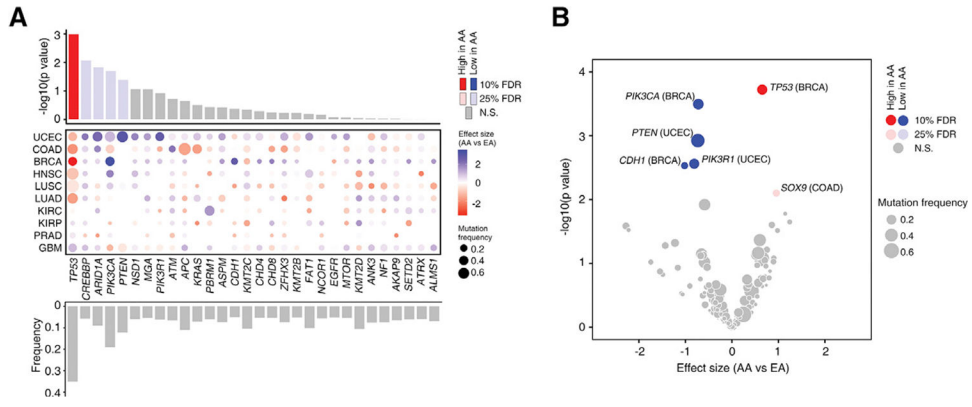 A
-log10(p value)
3
2
1
0
High in AA
Low in AA
10% FDR
25% FDR
N.S.
Effect size
(AA vs EA)
2
0
-2
Mutation
frequency
0.2
0.4
0.6
UCEC
COAD
BRCA
HNSC
LUSC
LUAD
KIRC
KIRP
PRAD
GBM
TP53
CREBBP
ARID1A
PIK3CA
PTEN
NSD1
MGA
PIK3R1
ATM
APC
KRAS
PBRM1
ASPM
CDH1
KMT2C
CHD4
CHD8
ZFHX3
KMT2B
FAT1
NCOR1
EGFR
MTOR
KMT2D
ANK3
NF1
AKAP9
SETD2
ATRX
ALMS1
Frequency
0
0.1
0.2
0.3
0.4
B
-log10(p value)
4
3
2
1
0
TP53 (BRCA)
PIK3CA (BRCA)
PTEN (UCEC)
CDH1 (BRCA)
PIK3R1 (UCEC)
SOX9 (COAD)
-2
-1
0
1
2
Effect size (AA vs EA)
High in AA
Low in AA
10% FDR
25% FDR
N.S.
Mutation frequency
0.2
0.4
0.6